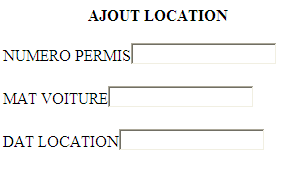 AJOUT LOCATION
NUMERO PERMIS
MAT VOITURE
DAT LOCATION